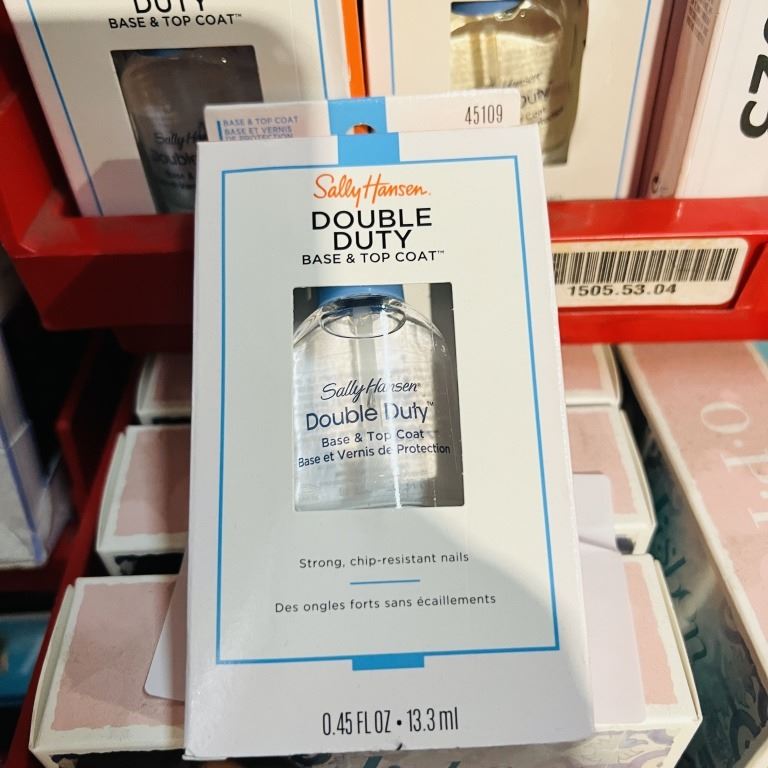 DUTY
BASE & TOP COAT™
BASE & TOP COAT
BASE ET VERNIS
DE PROTECTION
45109
Sally Hansen.
DOUBLE
DUTY
BASE & TOP COAT™
1505.53.04
Sally Hansen
Double Duty™
Base & Top Coat
Base et Vernis de Protection
Strong, chip-resistant nails
Des ongles forts sans écaillements
0.45 FL OZ • 13.3 ml